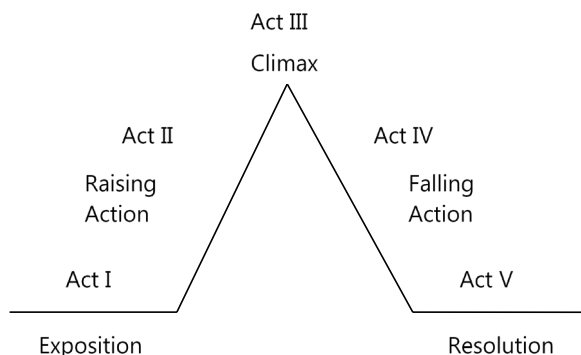 Act III
Climax
Act II
Act IV
Raising
Action
Falling
Action
Act I
Act V
Exposition
Resolution